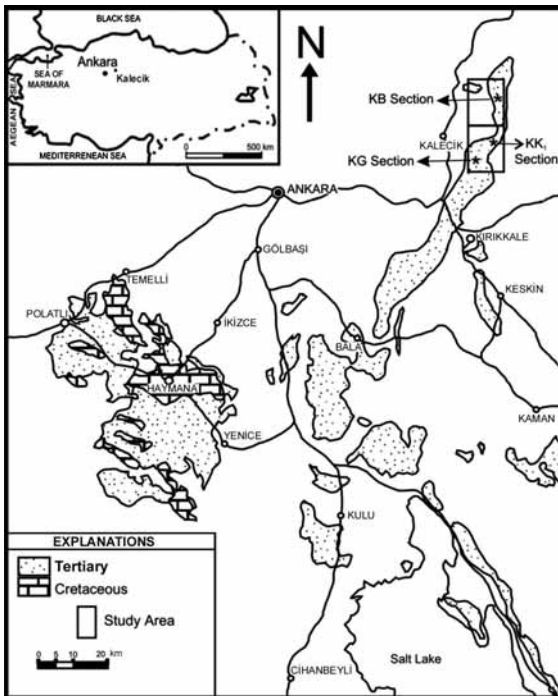 BLACK SEA
Ankara
Kalecik
SEA OF
MARMARA
AEGEAN SEA
MEDITERRANEAN SEA
0 500 km
N
KB Section
KALECİK
KK₁
Section
KG Section
ANKARA
KIRIKKALE
GÖLBAŞI
TEMELLİ
KESKİN
POLATLI
İKİZCE
BALA
HAYMANA
KAMAN
YENİCE
KULU
EXPLANATIONS
Tertiary
Cretaceous
Study Area
0 5 10 20
km
Salt Lake
CİHANBEYLİ